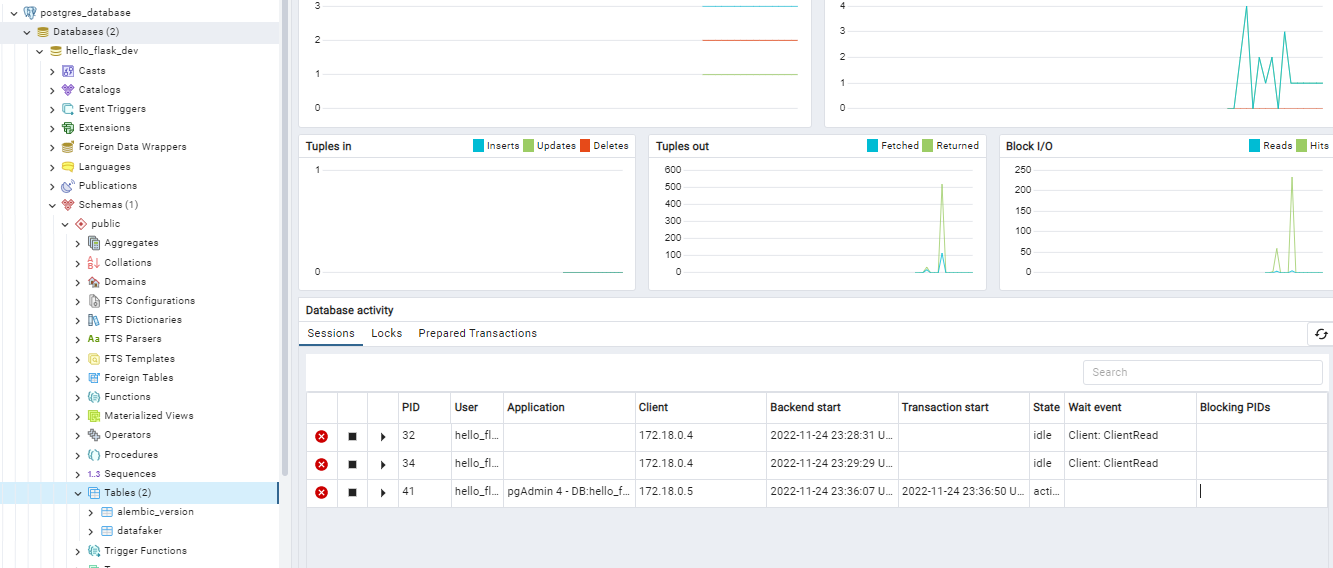 postgres_database
Databases (2)
hello_flask_dev
Casts
Catalogs
Event Triggers
Extensions
Foreign Data Wrappers
Languages
Publications
Schemas (1)
public
Aggregates
Collations
Domains
FTS Configurations
FTS Dictionaries
Aa FTS Parsers
FTS Templates
Foreign Tables
Functions
Materialized Views
Operators
Procedures
1..3 Sequences
Tables (2)
alembic_version
datafaker
Trigger Functions
3
2
1
0
4
3
2
1
0
Tuples in Inserts Updates Deletes
1
0
Tuples out Fetched Returned
600
500
400
300
200
100
0
Block I/O Reads Hits
250
200
150
100
50
0
Database activity
Sessions Locks Prepared Transactions
Search
PID User Application Client Backend start Transaction start State Wait event Blocking PIDs
32 hello_fl... 172.18.0.4 2022-11-24 23:28:31 U... idle Client: ClientRead
34 hello_fl... 172.18.0.4 2022-11-24 23:29:29 U... idle Client: ClientRead
41 hello_fl... pgAdmin 4 - DB:hello_f... 172.18.0.5 2022-11-24 23:36:07 U... 2022-11-24 23:36:50 U... acti...